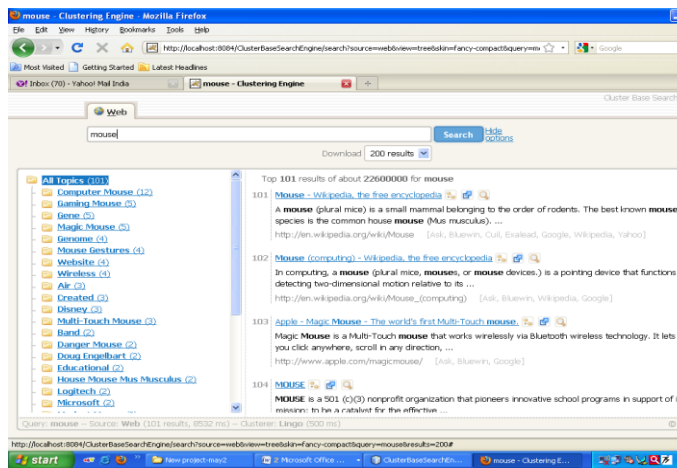 mouse - Clustering Engine - Mozilla Firefox
File Edit View History Bookmarks Tools Help
http://localhost:8084/ClusterBaseSearchEngine/search?source=web&view=tree&skin=fancy-compact&query=m
Google
Most Visited Getting Started Latest Headlines
Inbox (70) - Yahoo! Mail India
mouse - Clustering Engine
Cluster Base Search
Web
mouse
Search
Hide options
Download 200 results
All Topics (101)
Computer Mouse (12)
Gaming Mouse (5)
Gene (5)
Magic Mouse (5)
Genome (4)
Mouse Gestures (4)
Website (4)
Wireless (4)
Air (3)
Created (3)
Disney (3)
Multi-Touch Mouse (3)
Band (2)
Danger Mouse (2)
Doug Engelbart (2)
Educational (2)
House Mouse Mus Musculus (2)
Logitech (2)
Microsoft (2)
Top 101 results of about 22600000 for mouse
101 Mouse - Wikipedia, the free encyclopedia
A mouse (plural mice) is a small mammal belonging to the order of rodents. The best known mouse
species is the common house mouse (Mus musculus). ...
http://en.wikipedia.org/wiki/Mouse [Ask, Bluewin, Cuil, Exalead, Google, Wikipedia, Yahoo]
102 Mouse (computing) - Wikipedia, the free encyclopedia
In computing, a mouse (plural mice, mouses, or mouse devices.) is a pointing device that functions
detecting two-dimensional motion relative to its ...
http://en.wikipedia.org/wiki/Mouse_(computing) [Ask, Bluewin, Wikipedia, Google]
103 Apple - Magic Mouse - The world's first Multi-Touch mouse.
Magic Mouse is a Multi-Touch mouse that works wirelessly via Bluetooth wireless technology. It lets
you click anywhere, scroll in any direction, ...
http://www.apple.com/magicmouse/ [Ask, Bluewin, Google]
104 MOUSE
MOUSE is a 501 (c)(3) nonprofit organization that pioneers innovative school programs in support of
mission: to be a catalyst for the effective ...
Query: mouse -- Source: Web (101 results, 8532 ms) -- Clusterer: Lingo (500 ms)
©
http://localhost:8084/ClusterBaseSearchEngine/search?source=web&view=tree&skin=fancy-compact&query=mouse&results=200#
start
New project-may2
2 Microsoft Office ...
ClusterBaseSearchEn...
mouse - Clustering E...